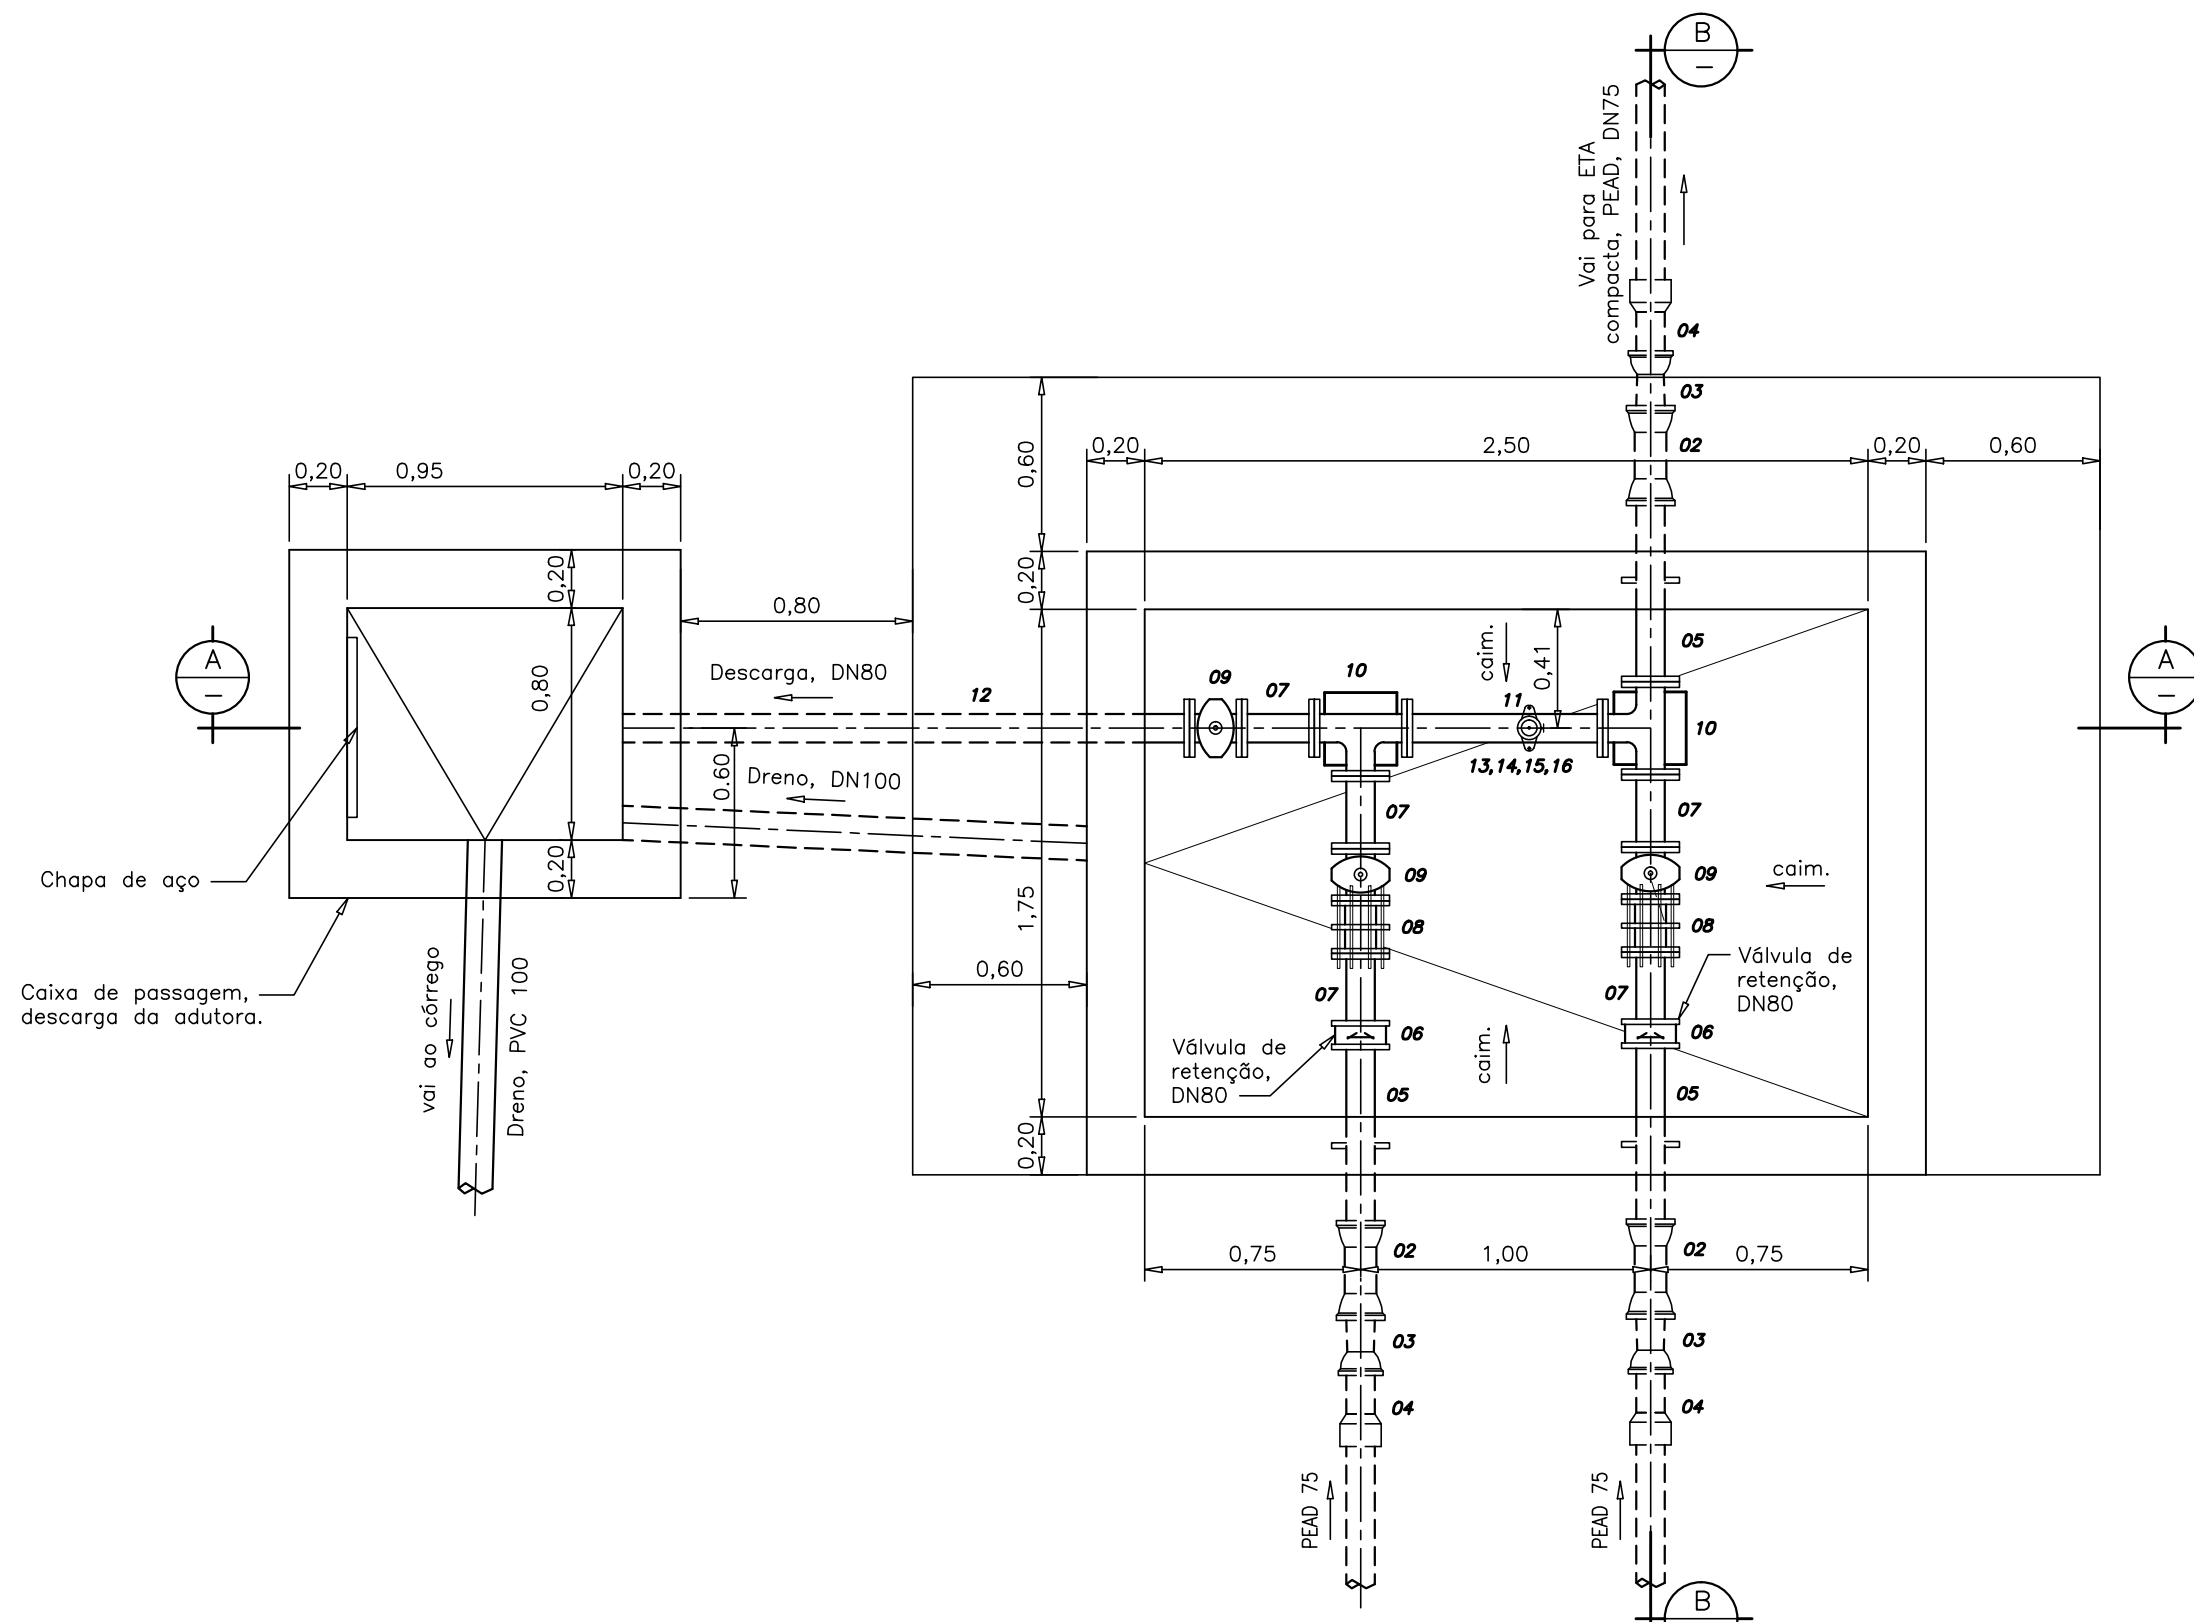 B
–
Vai para ETA
compacta, PEAD, DN75
04
03
02
0,20
2,50
0,20
0,60
0,60
0,20
0,95
0,20
0,20
0,20
0,80
A
–
A
–
0,80
caim.
0,41
05
Descarga, DN80
12
09
07
10
11
10
13,14,15,16
0.60
Dreno, DN100
07
07
Chapa de aço
0,20
1,75
09
09
caim.
08
08
Válvula de
retenção,
DN80
Caixa de passagem,
descarga da adutora.
vai ao córrego
Dreno, PVC 100
0,60
07
07
06
06
Válvula de
retenção,
DN80
caim.
05
05
0,20
02
02
0,75
1,00
0,75
03
03
04
04
PEAD 75
PEAD 75
B